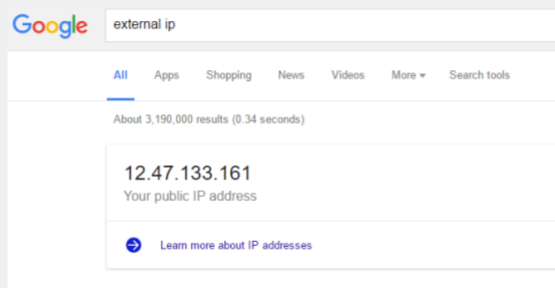 Google external ip
All Apps Shopping News Videos More Search tools
About 3,190,000 results (0.34 seconds)
12.47.133.161
Your public IP address
Learn more about IP addresses